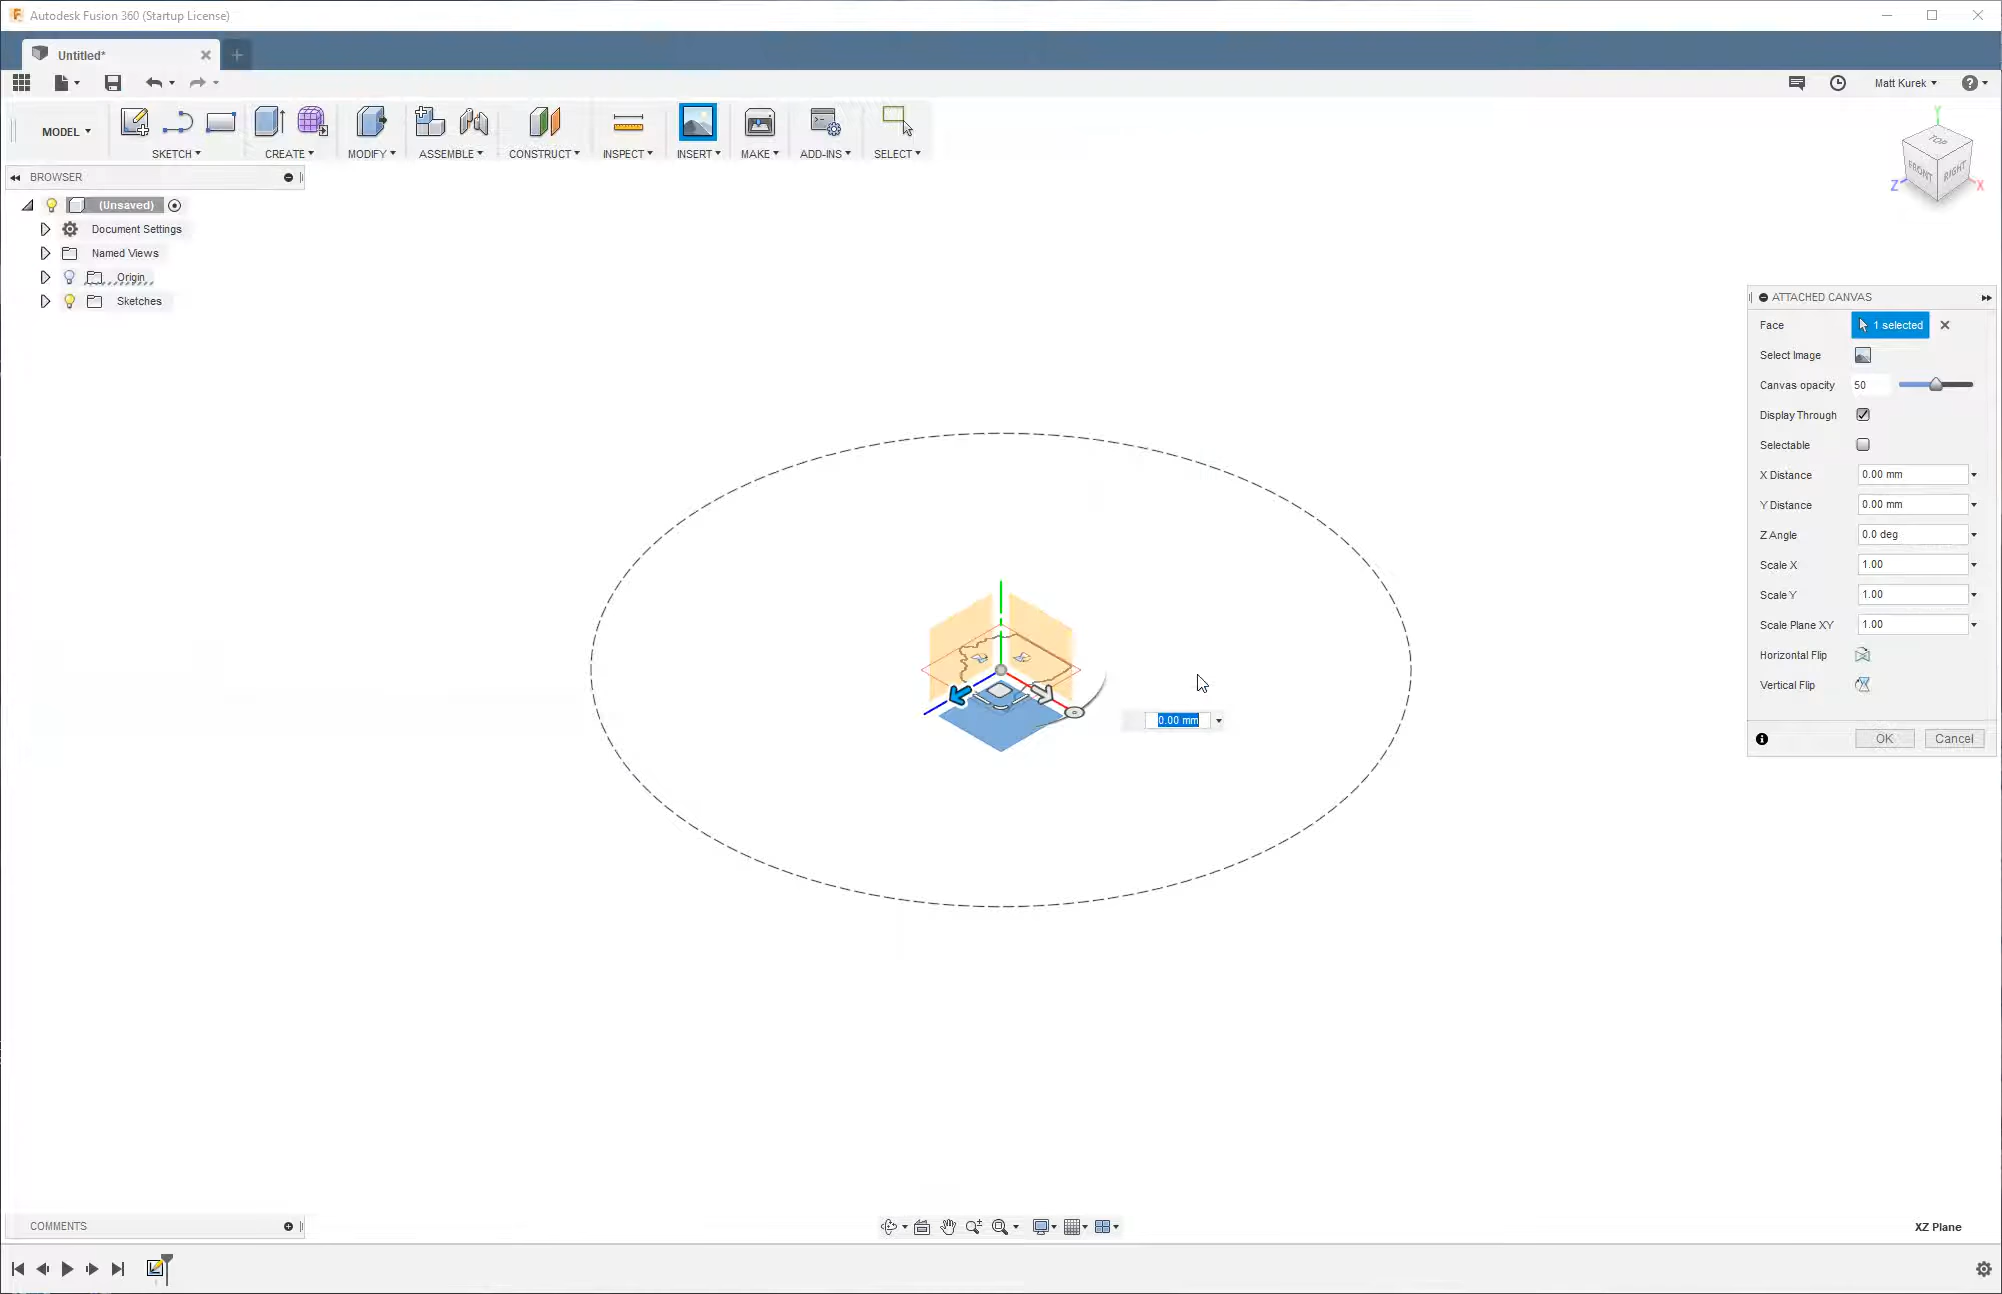 Autodesk Fusion 360 (Startup License)
Untitled*
Matt Kurek
MODEL
SKETCH
CREATE
MODIFY
ASSEMBLE
CONSTRUCT
INSPECT
INSERT
MAKE
ADD-INS
SELECT
Y
TOP
FRONT
RIGHT
Z
X
BROWSER
(Unsaved)
Document Settings
Named Views
Origin
Sketches
ATTACHED CANVAS
Face 1 selected
Select Image
Canvas opacity 50
Display Through
Selectable
X Distance 0.00 mm
Y Distance 0.00 mm
Z Angle 0.0 deg
Scale X 1.00
Scale Y 1.00
Scale Plane XY 1.00
Horizontal Flip
Vertical Flip
OK Cancel
0.00 mm
COMMENTS
XZ Plane